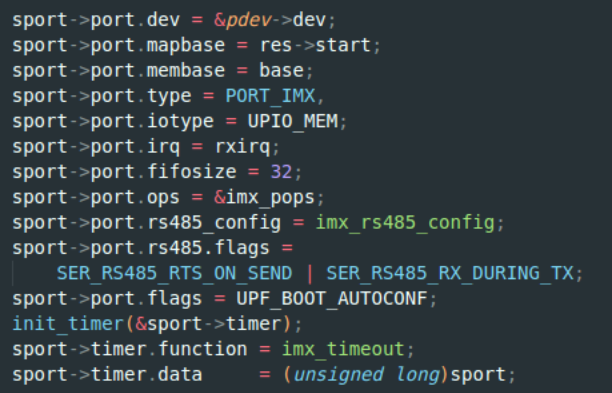 sport->port.dev = &pdev->dev;
sport->port.mapbase = res->start;
sport->port.membase = base;
sport->port.type = PORT_IMX,
sport->port.iotype = UPIO_MEM;
sport->port.irq = rxirq;
sport->port.fifosize = 32;
sport->port.ops = &imx_pops;
sport->port.rs485_config = imx_rs485_config;
sport->port.rs485.flags =
    SER_RS485_RTS_ON_SEND | SER_RS485_RX_DURING_TX;
sport->port.flags = UPF_BOOT_AUTOCONF;
init_timer(&sport->timer);
sport->timer.function = imx_timeout;
sport->timer.data     = (unsigned long)sport;